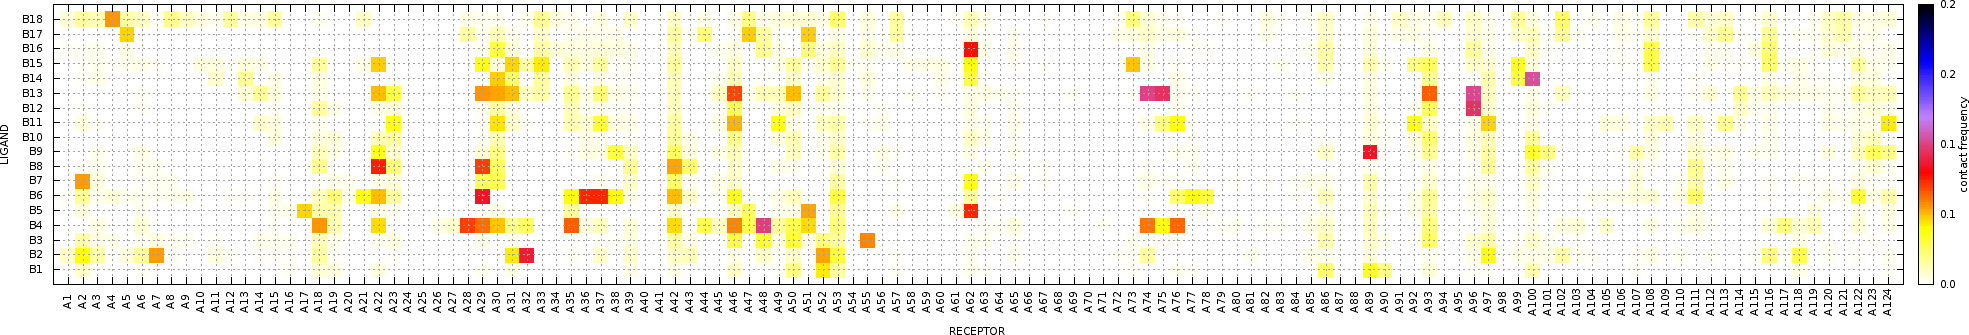 LIGAND
B18
B17
B16
B15
B14
B13
B12
B11
B10
B9
B8
B7
B6
B5
B4
B3
B2
B1
A1 A2 A3 A4 A5 A6 A7 A8 A9 A10 A11 A12 A13 A14 A15 A16 A17 A18 A19 A20 A21 A22 A23 A24 A25 A26 A27 A28 A29 A30 A31 A32 A33 A34 A35 A36 A37 A38 A39 A40 A41 A42 A43 A44 A45 A46 A47 A48 A49 A50 A51 A52 A53 A54 A55 A56 A57 A58 A59 A60 A61 A62 A63 A64 A65 A66 A67 A68 A69 A70 A71 A72 A73 A74 A75 A76 A77 A78 A79 A80 A81 A82 A83 A84 A85 A86 A87 A88 A89 A90 A91 A92 A93 A94 A95 A96 A97 A98 A99 A100 A101 A102 A103 A104 A105 A106 A107 A108 A109 A110 A111 A112 A113 A114 A115 A116 A117 A118 A119 A120 A121 A122 A123 A124
RECEPTOR
0.2
0.2
0.1
0.1
0.0
contact frequency